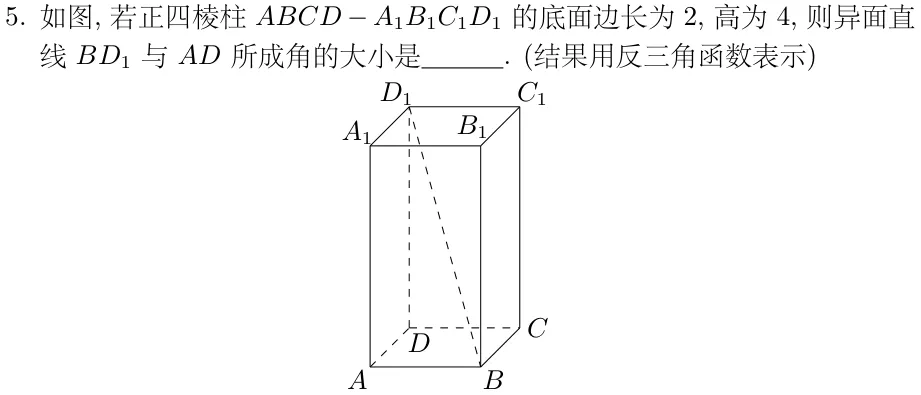 5. 如图, 若正四棱柱 ABCD − A₁B₁C₁D₁ 的底面边长为 2, 高为 4, 则异面直
线 BD₁ 与 AD 所成角的大小是______. (结果用反三角函数表示)
D₁
C₁
A₁
B₁
D
C
A
B